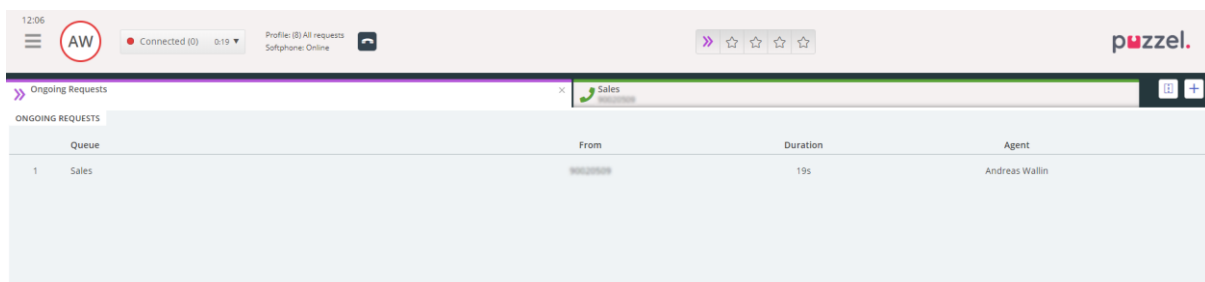 12:06
AW
Connected (0) 0:19
Profile: (8) All requests
Softphone: Online
puzzel.
Ongoing Requests
Sales
ONGOING REQUESTS
Queue From Duration Agent
1 Sales 19s Andreas Wallin